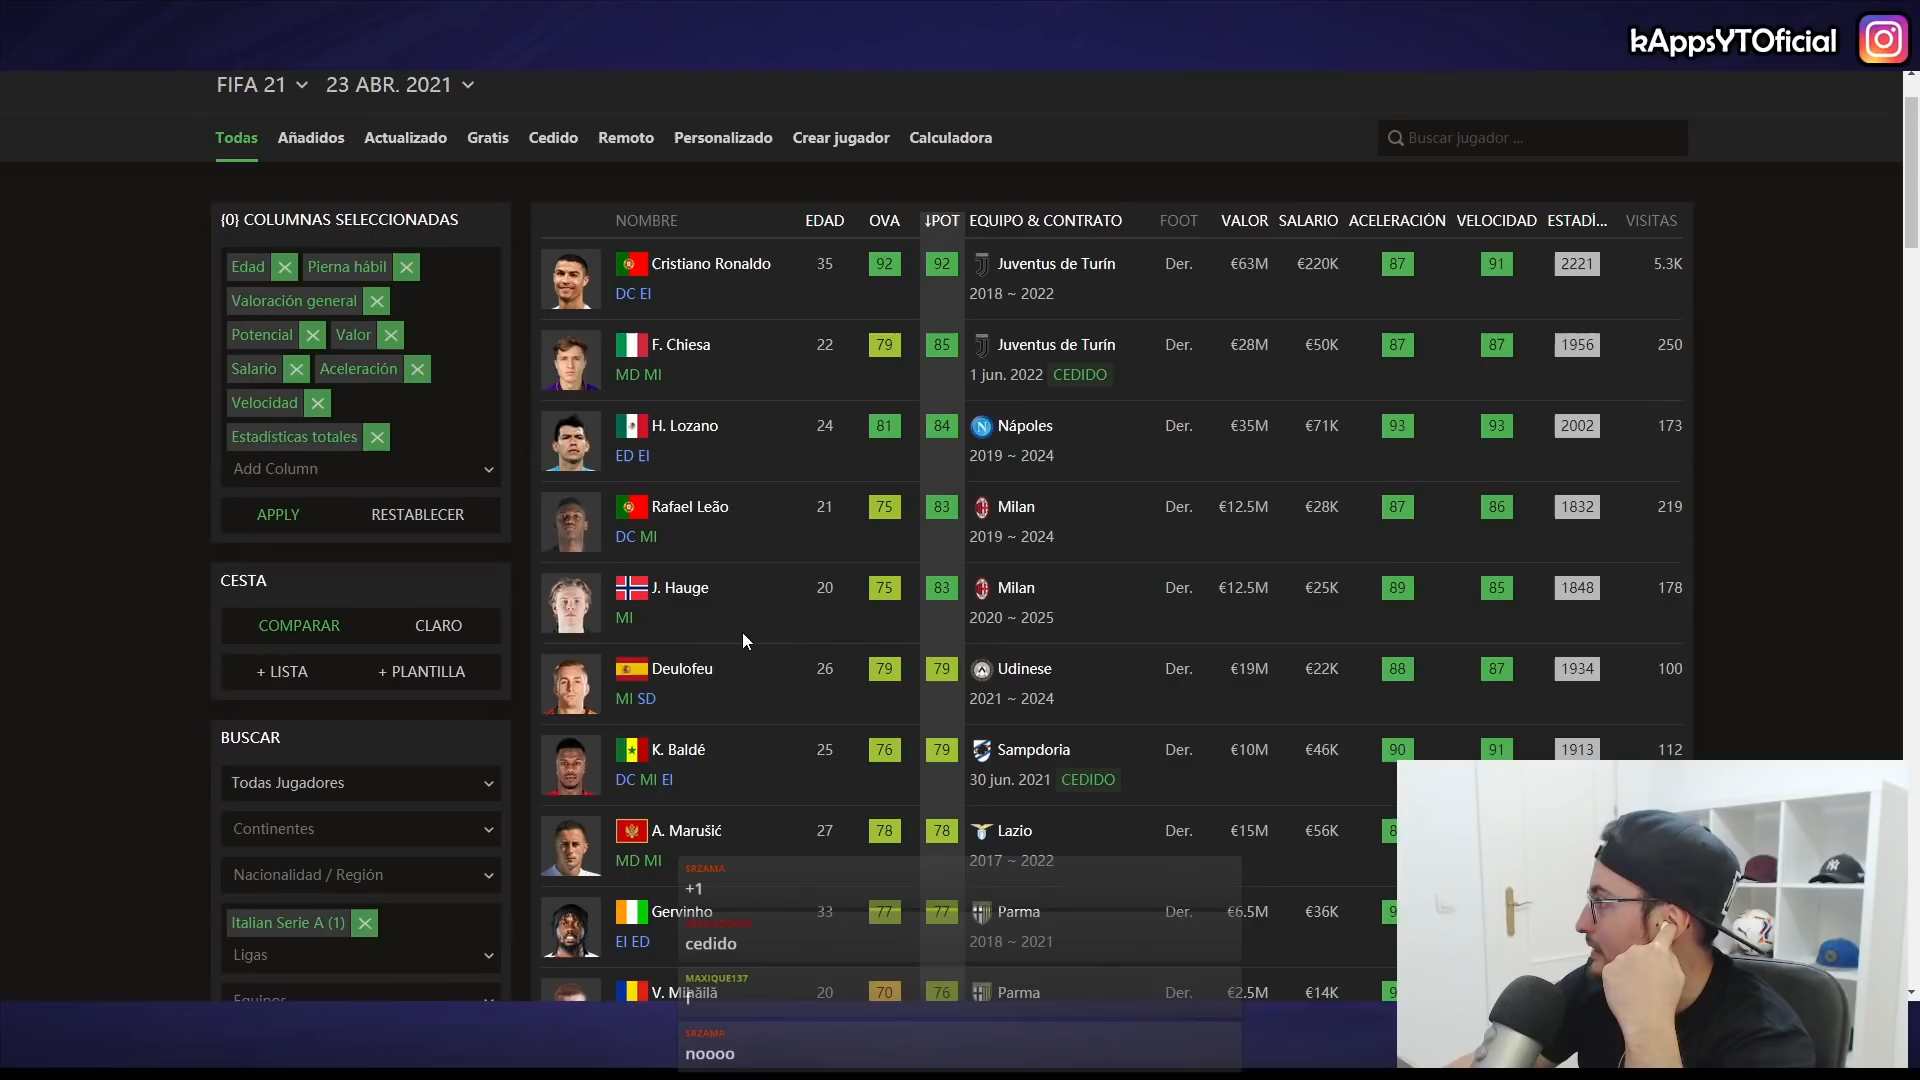 kAppsYTOficial
FIFA 21 23 ABR. 2021
Todas Añadidos Actualizado Gratis Cedido Remoto Personalizado Crear jugador Calculadora Buscar jugador ...
{0} COLUMNAS SELECCIONADAS
Edad Pierna hábil
Valoración general
Potencial Valor
Salario Aceleración
Velocidad
Estadísticas totales
Add Column
APPLY RESTABLECER
CESTA
COMPARAR CLARO
+ LISTA + PLANTILLA
BUSCAR
Todas Jugadores
Continentes
Nacionalidad / Región
Italian Serie A (1)
Ligas
Equipos
NOMBRE EDAD OVA ↓POT EQUIPO & CONTRATO FOOT VALOR SALARIO ACELERACIÓN VELOCIDAD ESTADÍ... VISITAS
Cristiano Ronaldo 35 92 92 Juventus de Turín Der. €63M €220K 87 91 2221 5.3K
DC EI 2018 ~ 2022
F. Chiesa 22 79 85 Juventus de Turín Der. €28M €50K 87 87 1956 250
MD MI 1 jun. 2022 CEDIDO
H. Lozano 24 81 84 Nápoles Der. €35M €71K 93 93 2002 173
ED EI 2019 ~ 2024
Rafael Leão 21 75 83 Milan Der. €12.5M €28K 87 86 1832 219
DC MI 2019 ~ 2024
J. Hauge 20 75 83 Milan Der. €12.5M €25K 89 85 1848 178
MI 2020 ~ 2025
Deulofeu 26 79 79 Udinese Der. €19M €22K 88 87 1934 100
MI SD 2021 ~ 2024
K. Baldé 25 76 79 Sampdoria Der. €10M €46K 90 91 1913 112
DC MI EI 30 jun. 2021 CEDIDO
A. Marušić 27 78 78 Lazio Der. €15M €56K 8
MD MI 2017 ~ 2022
Gervinho 33 77 77 Parma Der. €6.5M €36K 9
EI ED 2018 ~ 2021
V. Mihăilă 20 70 76 Parma Der. €2.5M €14K 9
SRZAMA
+1
cedido
MAXIQUE137
f
SRZAMA
noooo